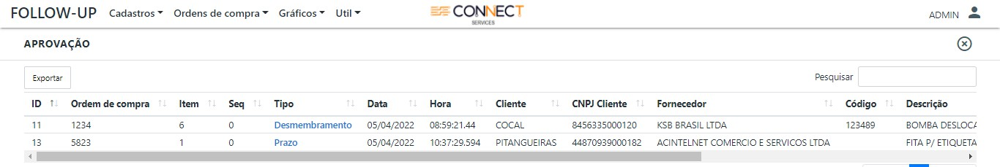 FOLLOW-UP Cadastros Ordens de compra Gráficos Util CONNECT SERVICES ADMIN
APROVAÇÃO
Exportar Pesquisar
ID Ordem de compra Item Seq Tipo Data Hora Cliente CNPJ Cliente Fornecedor Código Descrição
11 1234 6 0 Desmembramento 05/04/2022 08:59:21.44 COCAL 8456335000120 KSB BRASIL LTDA 123489 BOMBA DESLOCA
13 5823 1 0 Prazo 05/04/2022 10:37:29.594 PITANGUEIRAS 44870939000182 ACINTELNET COMERCIO E SERVICOS LTDA FITA P/ ETIQUETA